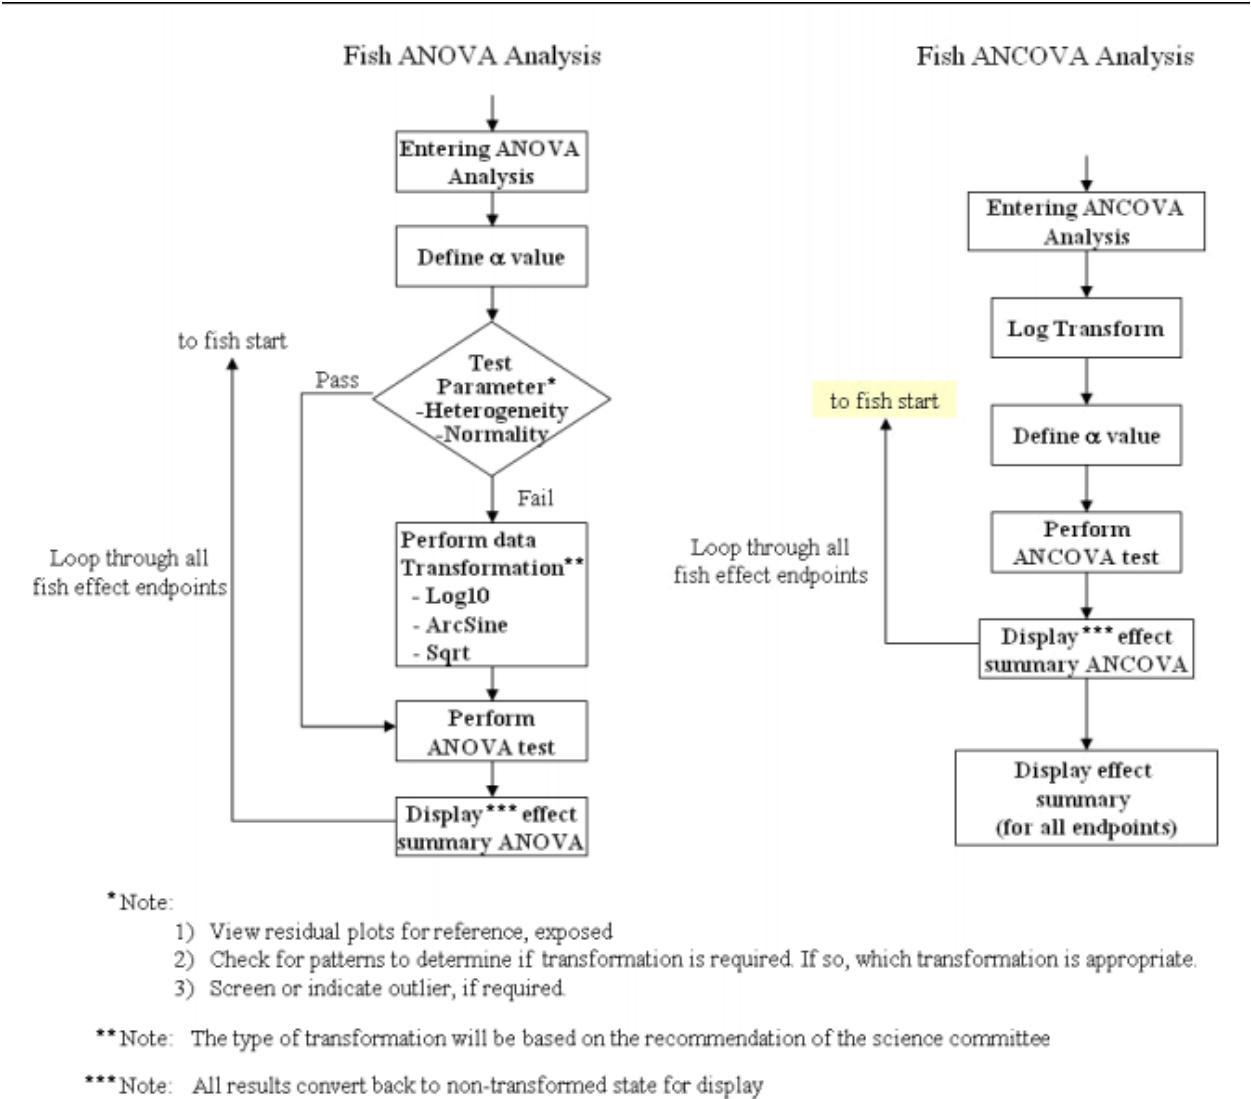 Fish ANOVA Analysis
Entering ANOVA
Analysis
Define α value
to fish start
Pass
Test
Parameter*
-Heterogeneity
-Normality
Fail
Loop through all
fish effect endpoints
Perform data
Transformation**
- Log10
- ArcSine
- Sqrt
Perform
ANOVA test
Display*** effect
summary ANOVA
Fish ANCOVA Analysis
Entering ANCOVA
Analysis
Log Transform
to fish start
Define α value
Loop through all
fish effect endpoints
Perform
ANCOVA test
Display*** effect
summary ANCOVA
Display effect
summary
(for all endpoints)
*Note:
1) View residual plots for reference, exposed
2) Check for patterns to determine if transformation is required. If so, which transformation is appropriate.
3) Screen or indicate outlier, if required.
**Note: The type of transformation will be based on the recommendation of the science committee
***Note: All results convert back to non-transformed state for display